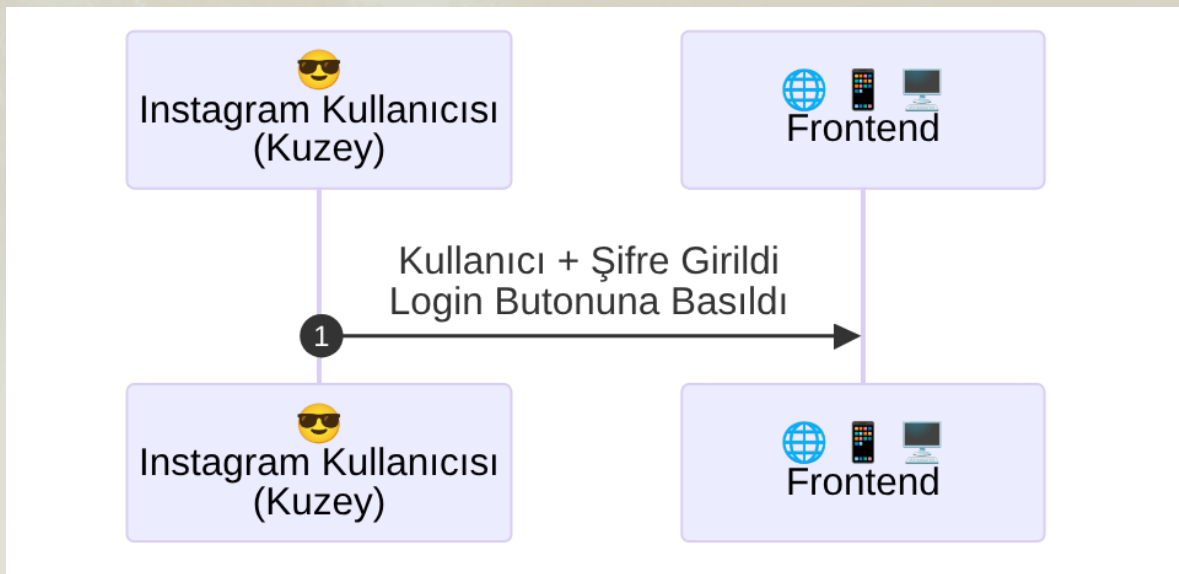 😎
Instagram Kullanıcısı
(Kuzey)
🌐 📱 🖥️
Frontend
Kullanıcı + Şifre Girildi
Login Butonuna Basıldı
1
😎
Instagram Kullanıcısı
(Kuzey)
🌐 📱 🖥️
Frontend